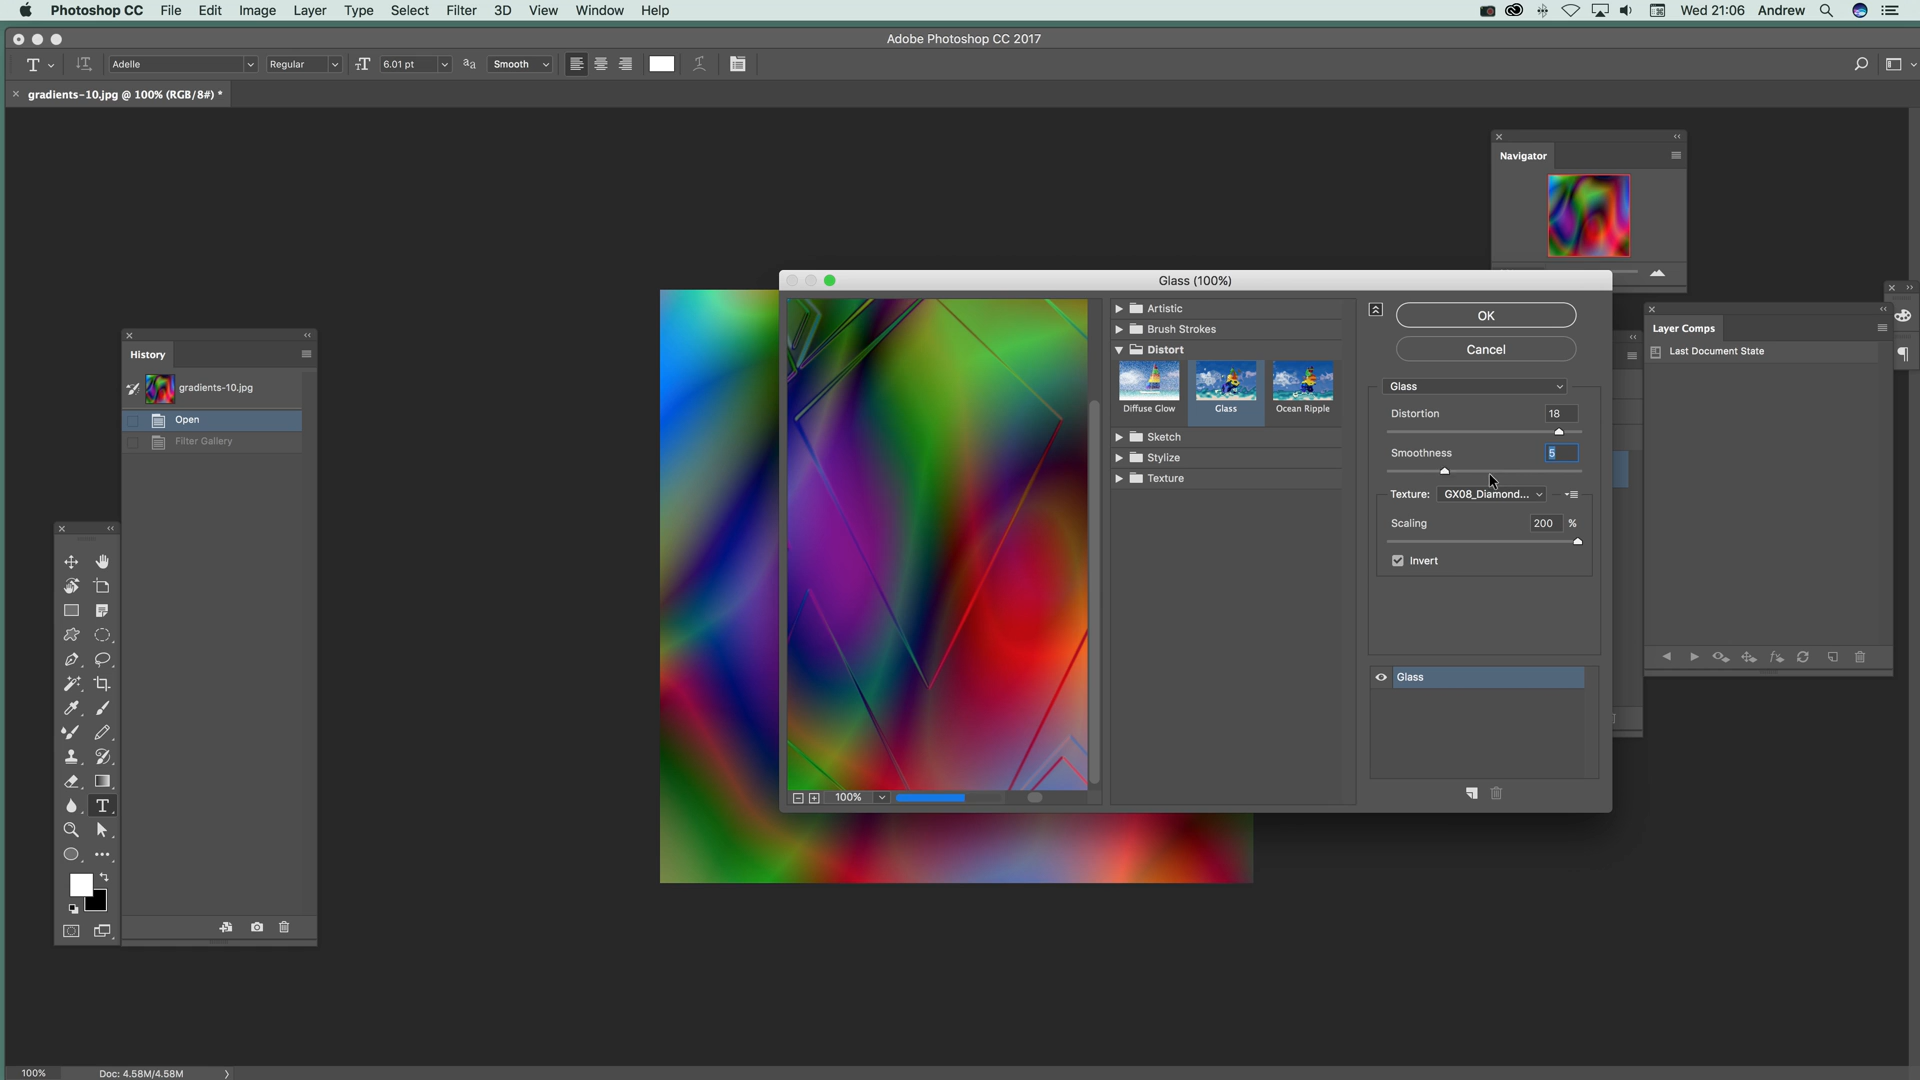 Photoshop CC File Edit Image Layer Type Select Filter 3D View Window Help Wed 21:06 Andrew
Adobe Photoshop CC 2017
T Adelle Regular 6.01 pt aa Smooth
gradients-10.jpg @ 100% (RGB/8#) *
Navigator
Glass (100%)
Artistic
Brush Strokes
Distort
Diffuse Glow Glass Ocean Ripple
Sketch
Stylize
Texture
OK
Cancel
Glass
Distortion 18
Smoothness 5
Texture: GX08_Diamond...
Scaling 200 %
Invert
Glass
100%
Layer Comps
Last Document State
History
gradients-10.jpg
Open
Filter Gallery
100% Doc: 4.58M/4.58M